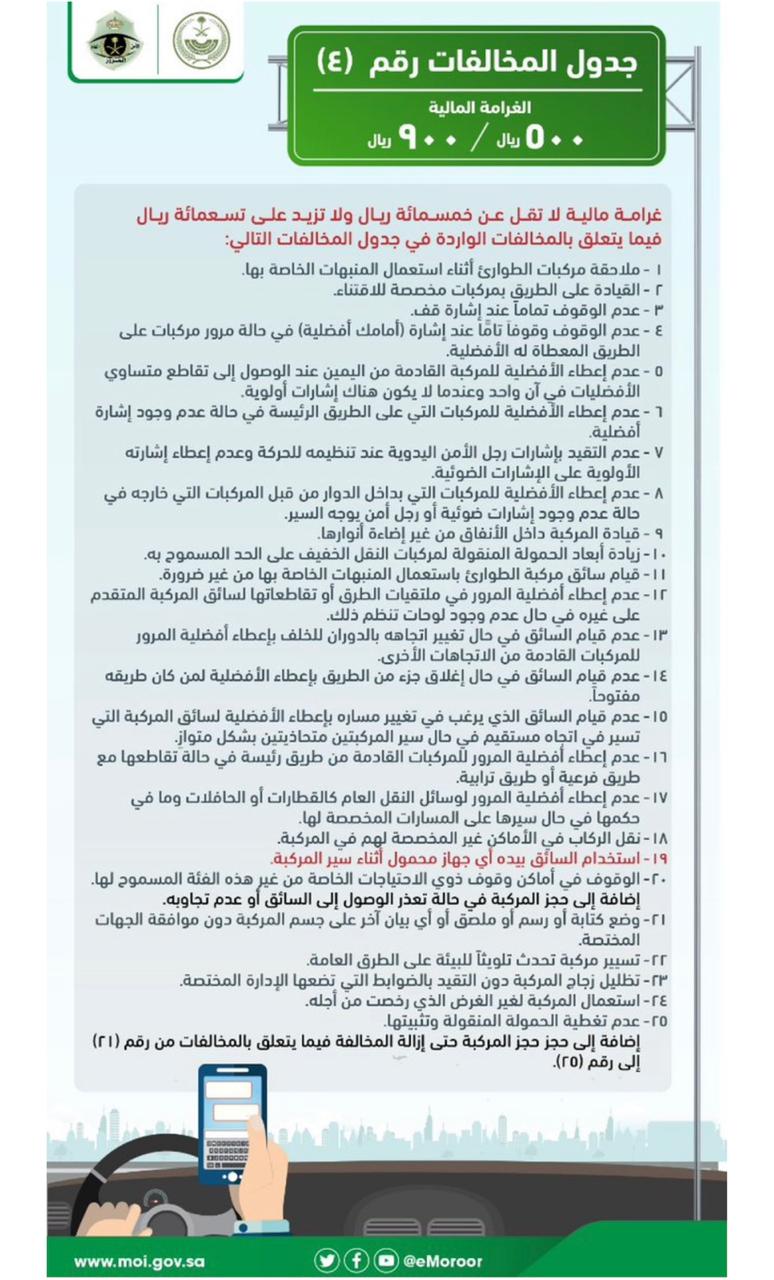 جدول المخالفات رقم (٤)
الغرامة المالية
٥٠٠ ريال / ٩٠٠ ريال
غرامـة ماليـة لا تقـل عـن خمسـمائة ريـال ولا تزيـد علـى تسـعمائة ريـال
فيما يتعلق بالمخالفات الواردة في جدول المخالفات التالي:
١ - ملاحقة مركبات الطوارئ أثناء استعمال المنبهات الخاصة بها.
٢ - القيادة على الطريق بمركبات مخصصة للاقتناء.
٣ - عدم الوقوف تماماً عند إشارة قف.
٤ - عدم الوقوف وقوفاً تامًّا عند إشارة (أمامك أفضلية) في حالة مرور مركبات على
الطريق المعطاة له الأفضلية.
٥ - عدم إعطاء الأفضلية للمركبة القادمة من اليمين عند الوصول إلى تقاطع متساوي
الأفضليات في آن واحد وعندما لا يكون هناك إشارات أولوية.
٦ - عدم إعطاء الأفضلية للمركبات التي على الطريق الرئيسة في حالة عدم وجود إشارة
أفضلية.
٧ - عدم التقيد بإشارات رجل الأمن اليدوية عند تنظيمه للحركة وعدم إعطاء إشارته
الأولوية على الإشارات الضوئية.
٨ - عدم إعطاء الأفضلية للمركبات التي بداخل الدوار من قبل المركبات التي خارجه في
حالة عدم وجود إشارات ضوئية أو رجل أمن يوجه السير.
٩ - قيادة المركبة داخل الأنفاق من غير إضاءة أنوارها.
١٠- زيادة أبعاد الحمولة المنقولة لمركبات النقل الخفيف على الحد المسموح به.
١١ - قيام سائق مركبة الطوارئ باستعمال المنبهات الخاصة بها من غير ضرورة.
١٢ - عدم إعطاء أفضلية المرور في ملتقيات الطرق أو تقاطعاتها لسائق المركبة المتقدم
على غيره في حال عدم وجود لوحات تنظم ذلك.
١٣ - عدم قيام السائق في حال تغيير اتجاهه بالدوران للخلف بإعطاء أفضلية المرور
للمركبات القادمة من الاتجاهات الأخرى.
١٤ - عدم قيام السائق في حال إغلاق جزء من الطريق بإعطاء الأفضلية لمن كان طريقه
مفتوحاً.
١٥ - عدم قيام السائق الذي يرغب في تغيير مساره بإعطاء الأفضلية لسائق المركبة التي
تسير في اتجاه مستقيم في حال سير المركبتين متحاذيتين بشكل متوازٍ.
١٦ - عدم إعطاء أفضلية المرور للمركبات القادمة من طريق رئيسة في حالة تقاطعها مع
طريق فرعية أو طريق ترابية.
١٧ - عدم إعطاء أفضلية المرور لوسائل النقل العام كالقطارات أو الحافلات وما في
حكمها في حال سيرها على المسارات المخصصة لها.
١٨ - نقل الركاب في الأماكن غير المخصصة لهم في المركبة.
١٩- استخدام السائق بيده أي جهاز محمول أثناء سير المركبة.
٢٠- الوقوف في أماكن وقوف ذوي الاحتياجات الخاصة من غير هذه الفئة المسموح لها.
إضافة إلى حجز المركبة في حالة تعذر الوصول إلى السائق أو عدم تجاوبه.
٢١- وضع كتابة أو رسم أو ملصق أو أي بيان آخر على جسم المركبة دون موافقة الجهات
المختصة.
٢٢- تسيير مركبة تحدث تلويثاً للبيئة على الطرق العامة.
٢٣- تظليل زجاج المركبة دون التقيد بالضوابط التي تضعها الإدارة المختصة.
٢٤- استعمال المركبة لغير الغرض الذي رخصت من أجله.
٢٥- عدم تغطية الحمولة المنقولة وتثبيتها.
إضافة إلى حجز حجز المركبة حتى إزالة المخالفة فيما يتعلق بالمخالفات من رقم (٢١)
إلى رقم (٢٥).
www.moi.gov.sa
@eMoroor